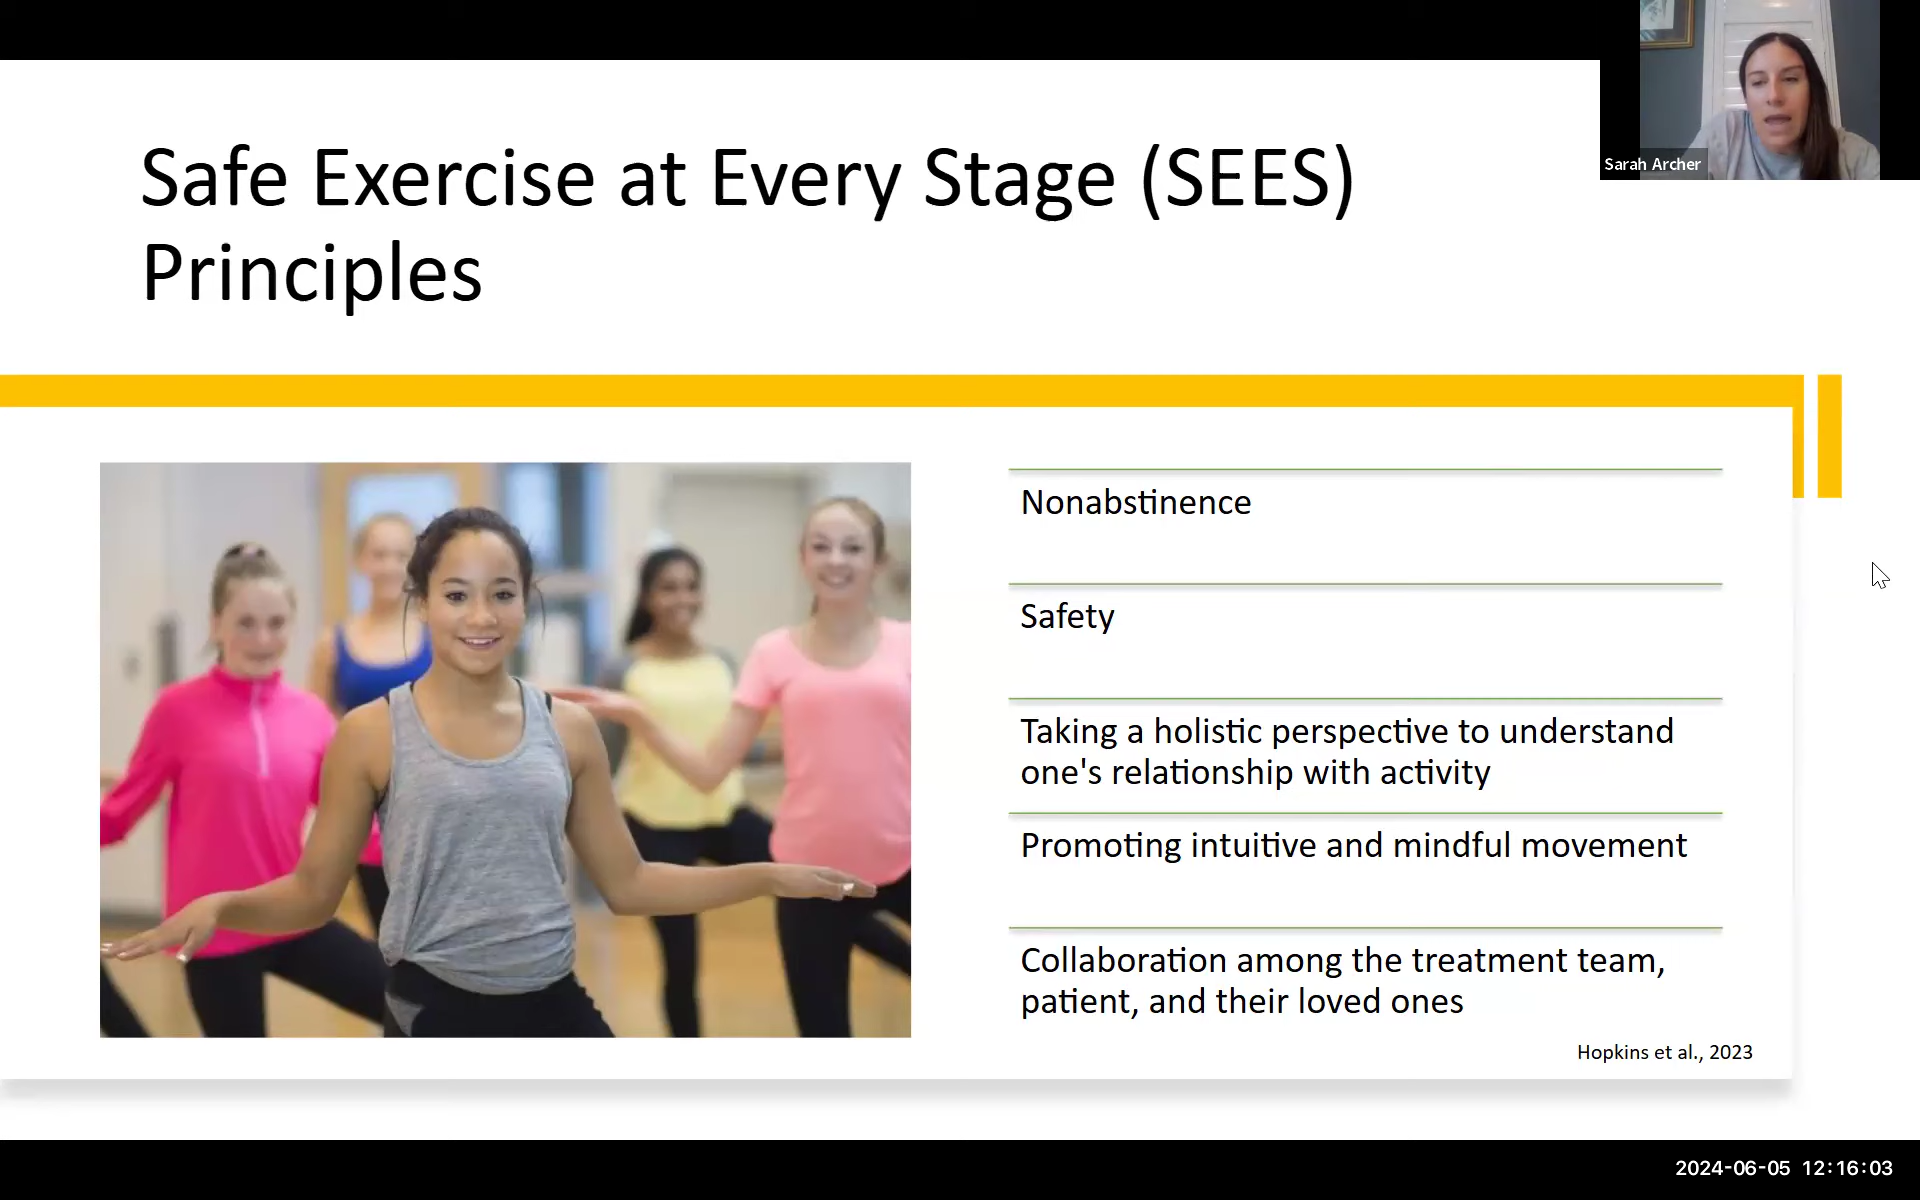 Sarah Archer
Safe Exercise at Every Stage (SEES)
Principles
Nonabstinence
Safety
Taking a holistic perspective to understand
one's relationship with activity
Promoting intuitive and mindful movement
Collaboration among the treatment team,
patient, and their loved ones
Hopkins et al., 2023
2024-06-05 12:16:03